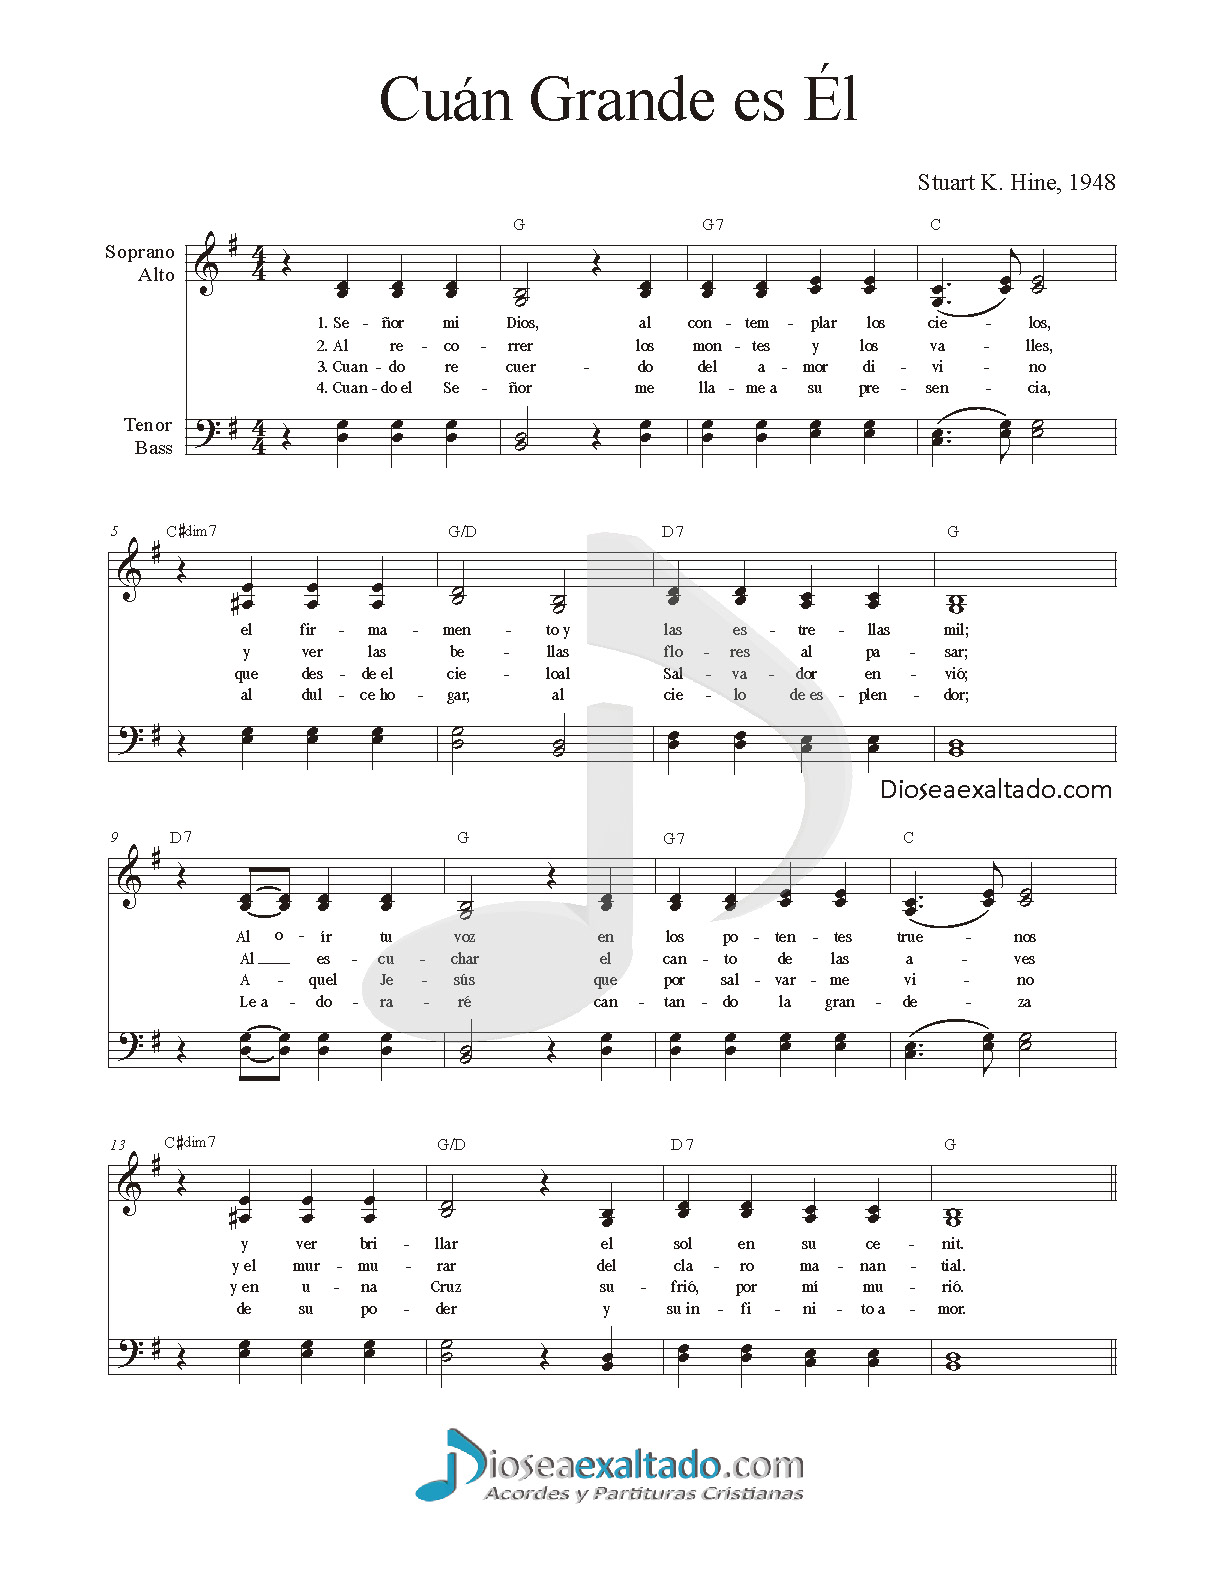 Cuán Grande es Él
Stuart K. Hine, 1948
G G7 C
Soprano
Alto
1. Se - ñor mi Dios, al con - tem - plar los cie - los,
2. Al re - co - rrer los mon - tes y los va - lles,
3. Cuan - do re cuer - do del a - mor di - vi - no
4. Cuan - do el Se - ñor me lla - me a su pre - sen - cia,
Tenor
Bass
5 C#dim7 G/D D7 G
el fir - ma - men - to y las es - tre - llas mil;
y ver las be - llas flo - res al pa - sar;
que des - de el cie - loal Sal - va - dor en - vió;
al dul - ce ho - gar, al cie - lo de es - plen - dor;
Dioseaexaltado.com
9 D7 G G7 C
Al o - ír tu voz en los po - ten - tes true - nos
Al es - cu - char el can - to de las a - ves
A - quel Je - sús que por sal - var - me vi - no
Le a - do - ra - ré can - tan - do la gran - de - za
13 C#dim7 G/D D7 G
y ver bri - llar el sol en su ce - nit.
y el mur - mu - rar del cla - ro ma - nan - tial.
y en u - na Cruz su - frió, por mí mu - rió.
de su po - der y su in - fi - ni - to a - mor.
Dioseaexaltado.com
Acordes y Partituras Cristianas